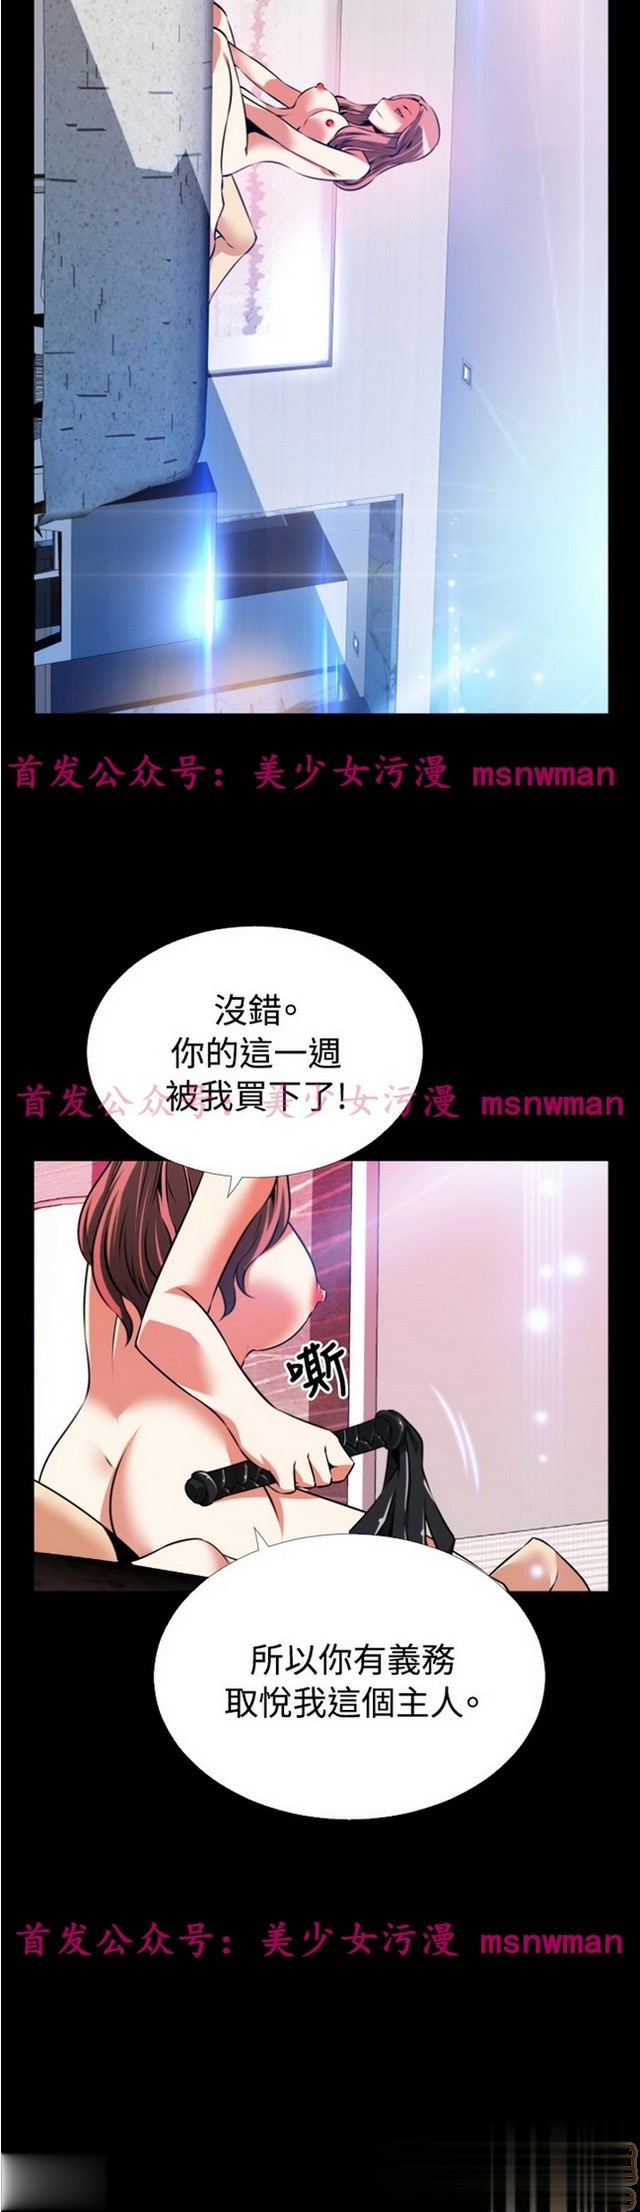 首发公众号：美少女污漫 msnwman
沒錯。
你的這一週
被我買下了！
首发公众号：美少女污漫 msnwman
嘶
所以你有義務
取悅我這個主人。
首发公众号：美少女污漫 msnwman